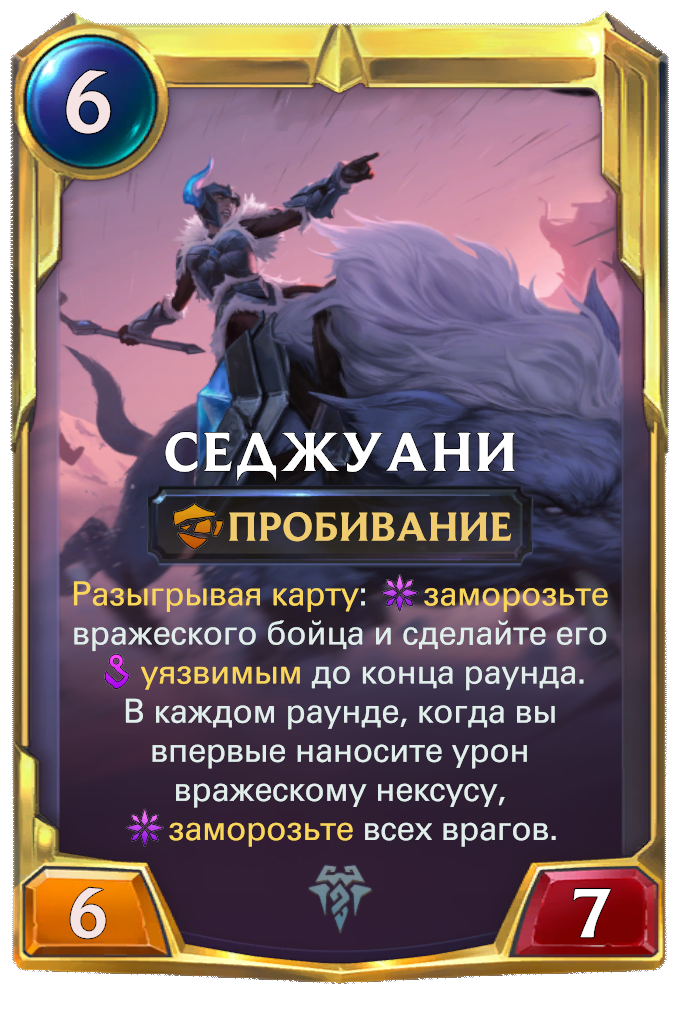 6
СЕДЖУАНИ
ПРОБИВАНИЕ
Разыгрывая карту: заморозьте
вражеского бойца и сделайте его
уязвимым до конца раунда.
В каждом раунде, когда вы
впервые наносите урон
вражескому нексусу,
заморозьте всех врагов.
6
7